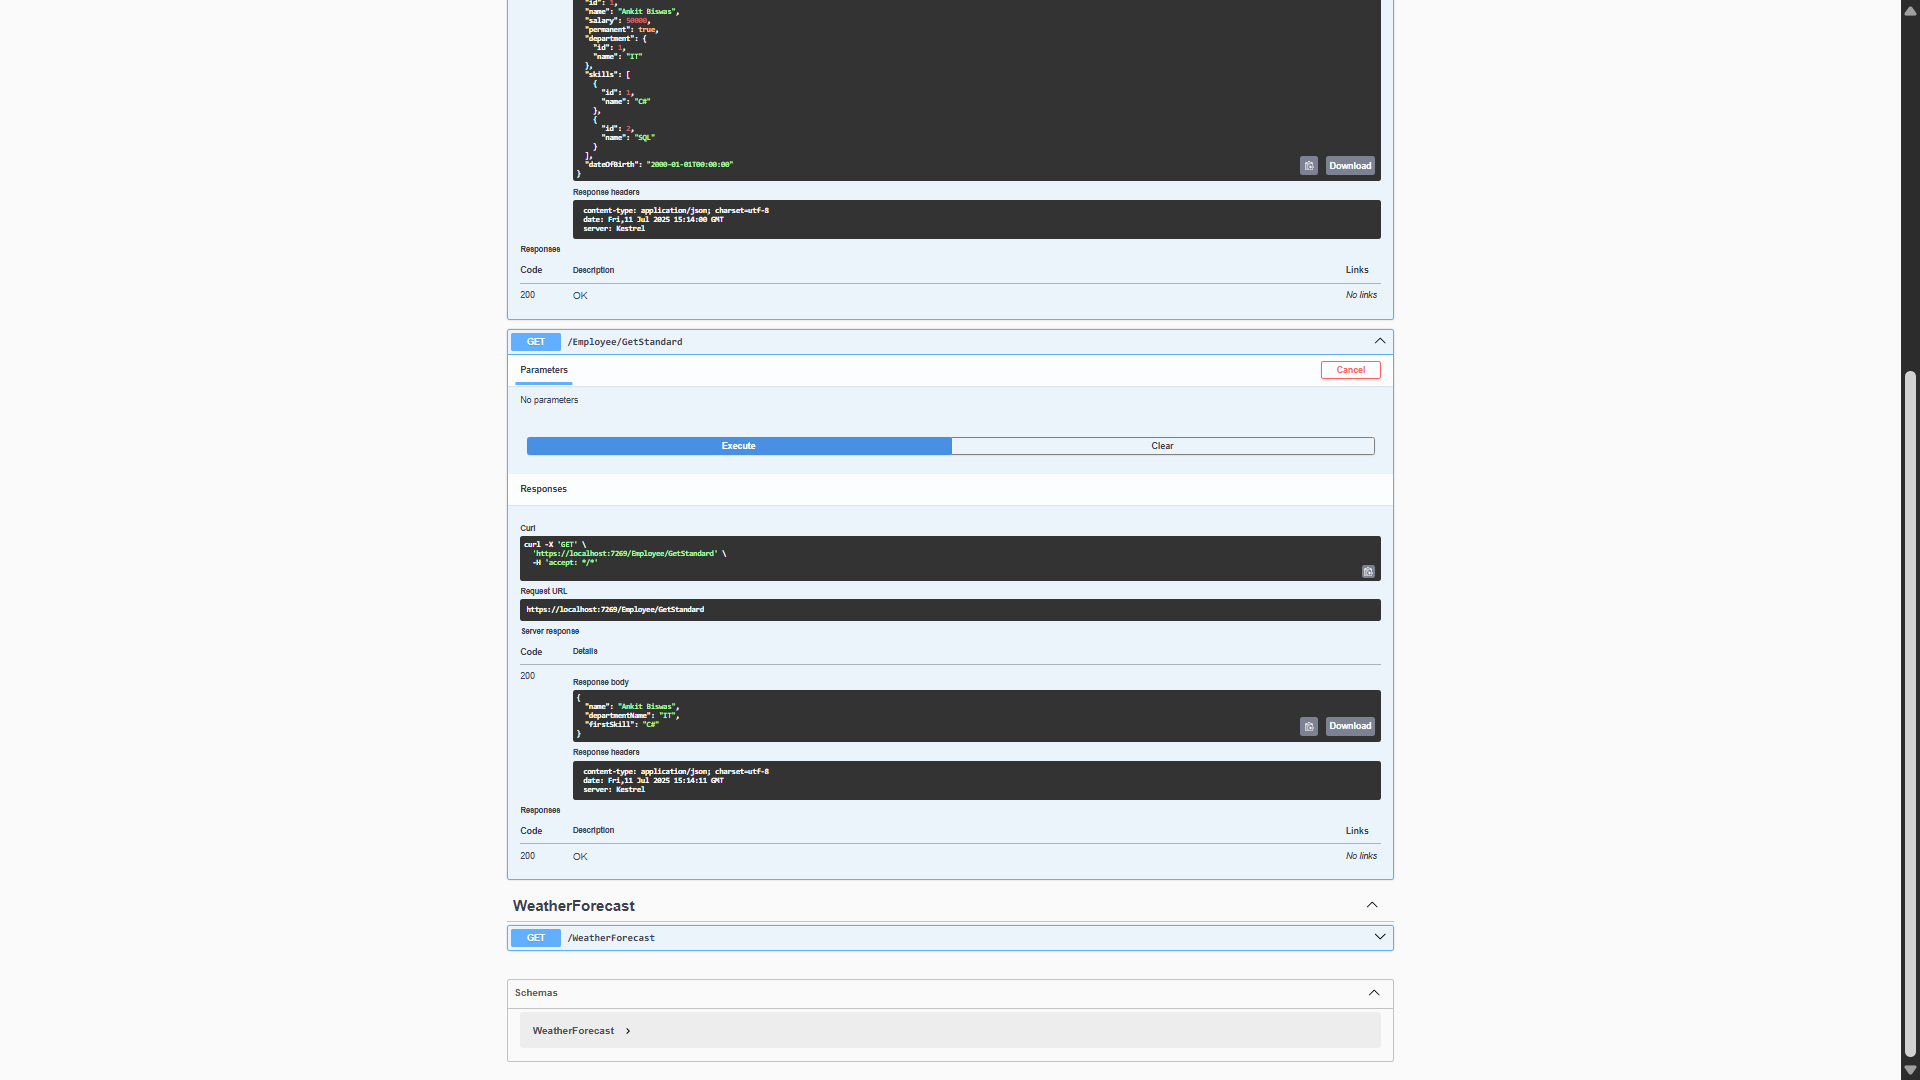 "id": 1,
"name": "Ankit Biswas",
"salary": 50000,
"permanent": true,
"department": {
"id": 1,
"name": "IT"
},
"skills": [
{
"id": 1,
"name": "C#"
},
{
"id": 2,
"name": "SQL"
}
],
"dateOfBirth": "2000-01-01T00:00:00"
}
Download
Response headers
content-type: application/json; charset=utf-8
date: Fri,11 Jul 2025 15:14:00 GMT
server: Kestrel
Responses
Code Description Links
200 OK No links
GET /Employee/GetStandard
Parameters Cancel
No parameters
Execute Clear
Responses
Curl
curl -X 'GET' \
'https://localhost:7269/Employee/GetStandard' \
-H 'accept: */*'
Request URL
https://localhost:7269/Employee/GetStandard
Server response
Code Details
200
Response body
{
"name": "Ankit Biswas",
"departmentName": "IT",
"firstSkill": "C#"
}
Download
Response headers
content-type: application/json; charset=utf-8
date: Fri,11 Jul 2025 15:14:11 GMT
server: Kestrel
Responses
Code Description Links
200 OK No links
WeatherForecast
GET /WeatherForecast
Schemas
WeatherForecast